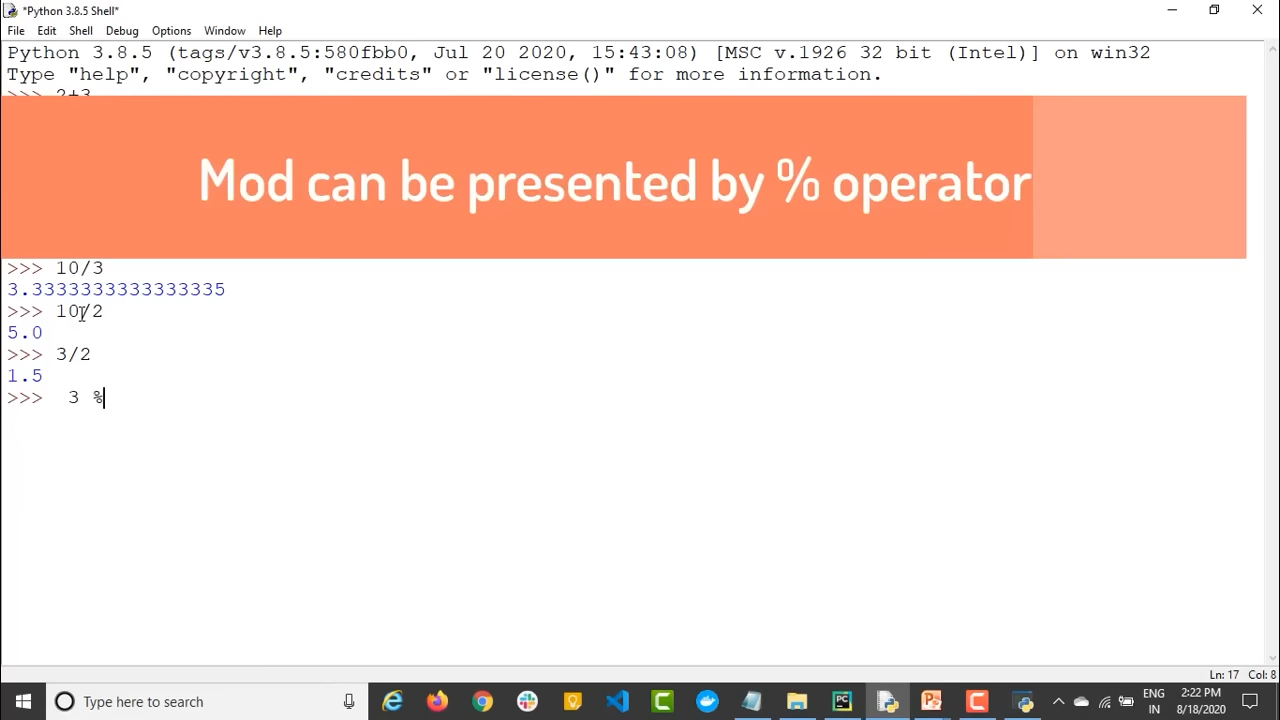 *Python 3.8.5 Shell*
File Edit Shell Debug Options Window Help
Python 3.8.5 (tags/v3.8.5:580fbb0, Jul 20 2020, 15:43:08) [MSC v.1926 32 bit (Intel)] on win32
Type "help", "copyright", "credits" or "license()" for more information.
>>> 2+3
Mod can be presented by % operator
>>> 10/3
3.3333333333333335
>>> 10/2
5.0
>>> 3/2
1.5
>>>  3 %
Ln: 17 Col: 8
Type here to search
ENG
IN
2:22 PM
8/18/2020